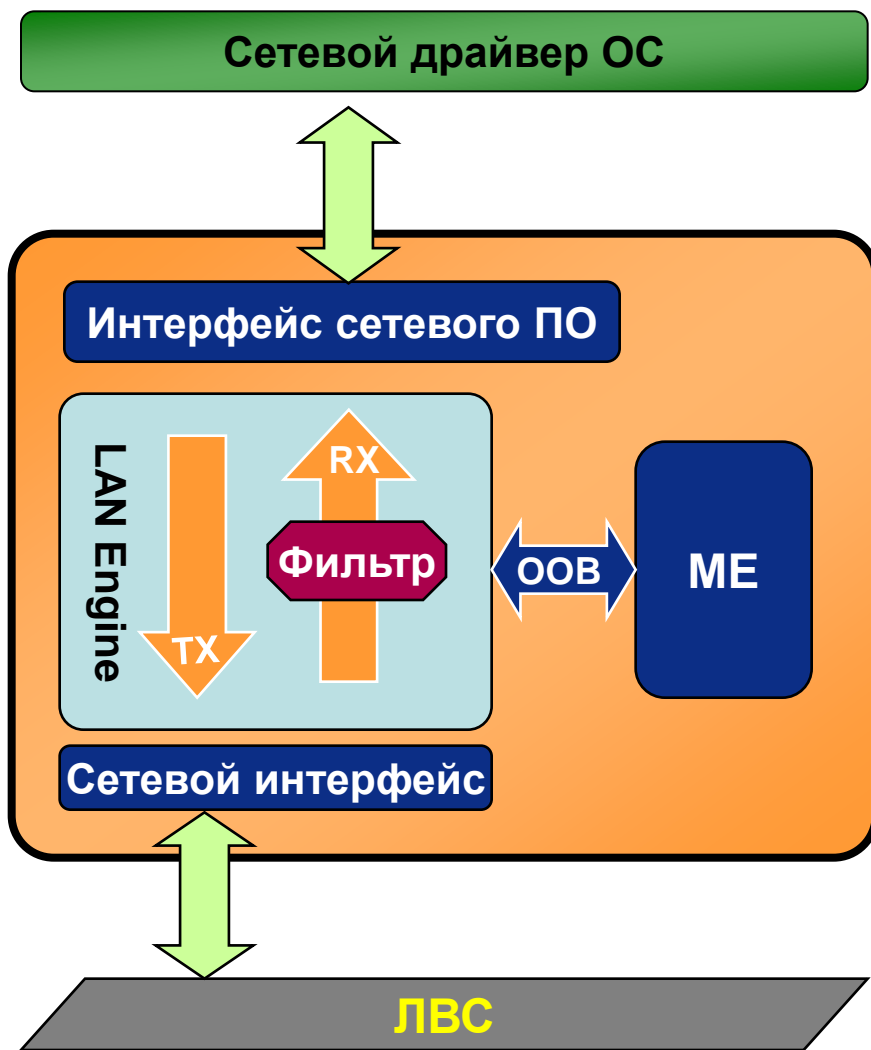 Сетевой драйвер ОС
Интерфейс сетевого ПО
LAN Engine
RX
Фильтр
TX
OOB
ME
Сетевой интерфейс
ЛВС